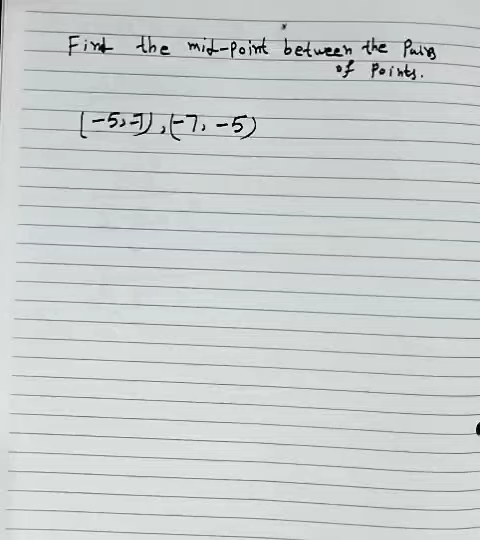 Find the mid-point between the Pairs
of Points.
(-5,-7), (-7, -5)